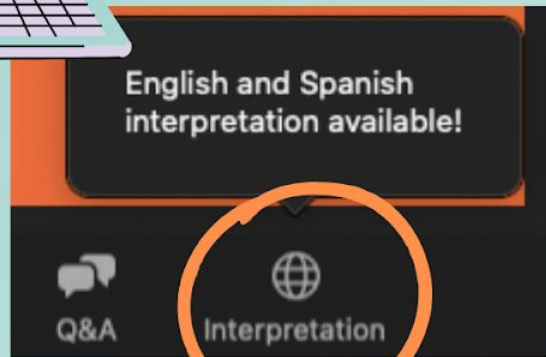 English and Spanish
interpretation available!
Q&A
Interpretation